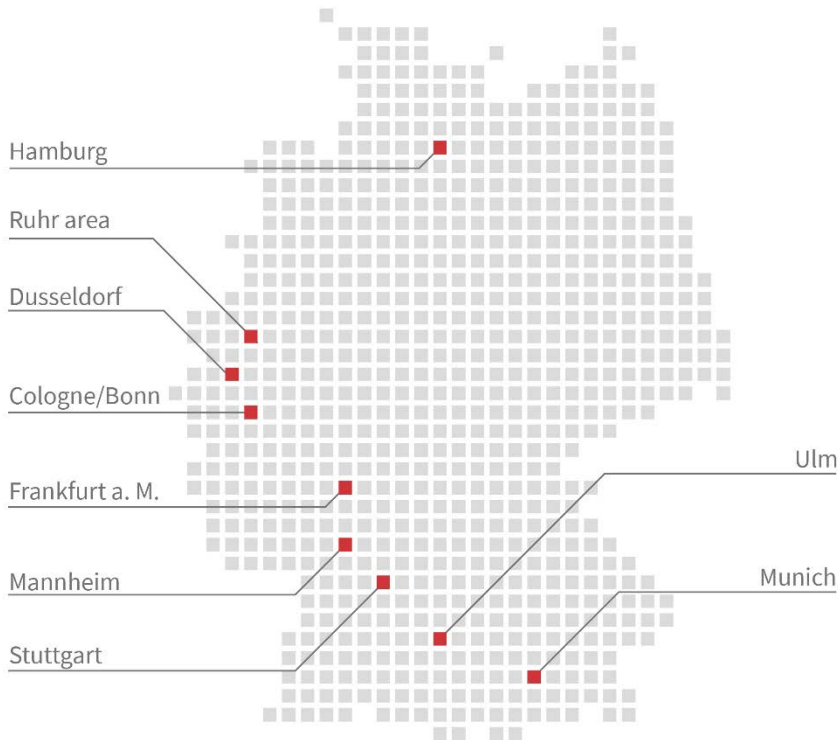 Hamburg
Ruhr area
Dusseldorf
Cologne/Bonn
Frankfurt a. M.
Mannheim
Stuttgart
Ulm
Munich